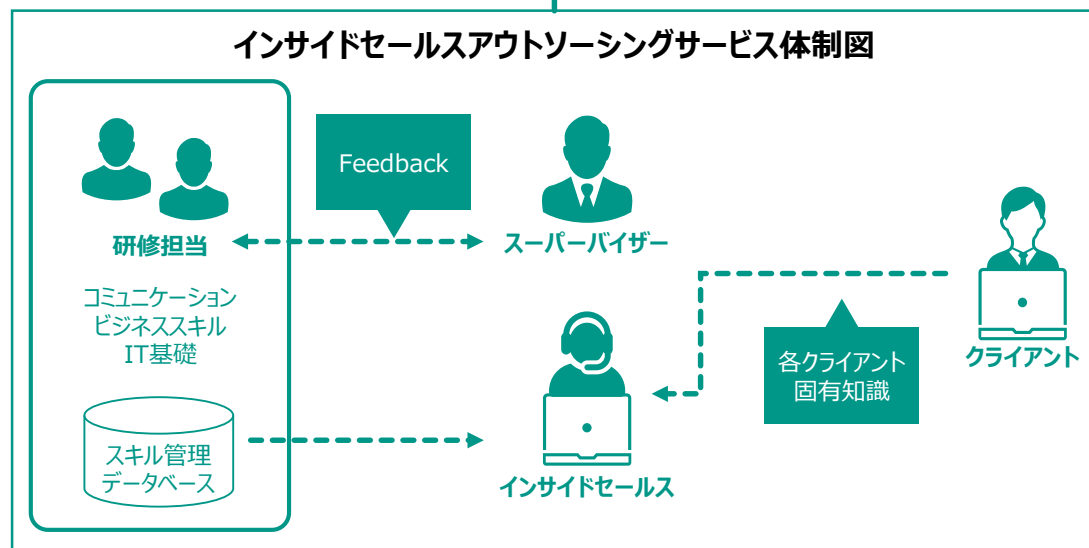 インサイドセールスアウトソーシングサービス体制図
Feedback
研修担当
スーパーバイザー
コミュニケーション
ビジネススキル
IT基礎
各クライアント
固有知識
クライアント
スキル管理
データベース
インサイドセールス